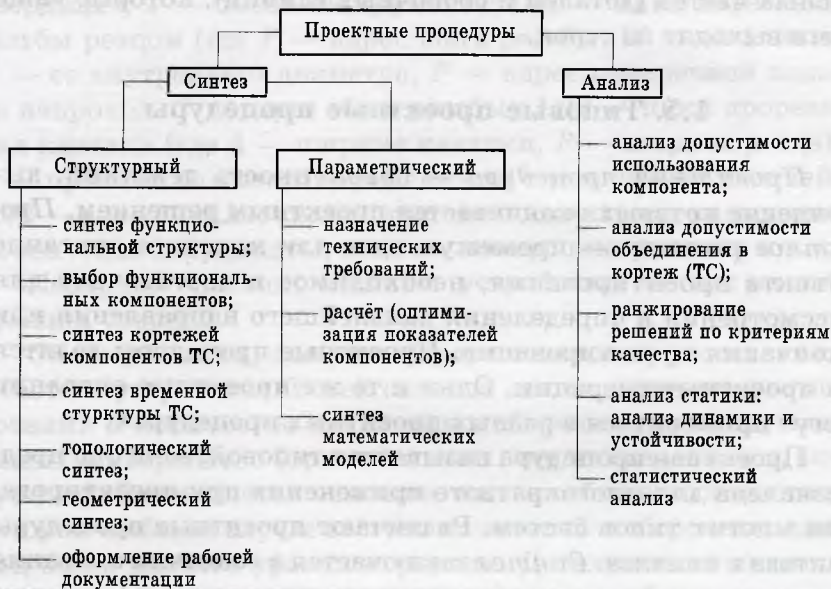 Проектные процедуры
Синтез
Анализ
Структурный
Параметрический
синтез функцио-
нальной структуры;
выбор функциональ-
ных компонентов;
синтез кортежей
компонентов ТС;
синтез временной
стурктуры ТС;
топологический
синтез;
геометрический
синтез;
оформление рабочей
документации
назначение
технических
требований;
расчёт (оптими-
зация показателей
компонентов);
синтез
математических
моделей
анализ допустимости
использования
компонента;
анализ допустимости
объединения в
кортеж (ТС);
ранжирование
решений по критериям
качества;
анализ статики:
анализ динамики и
устойчивости;
статистический
анализ